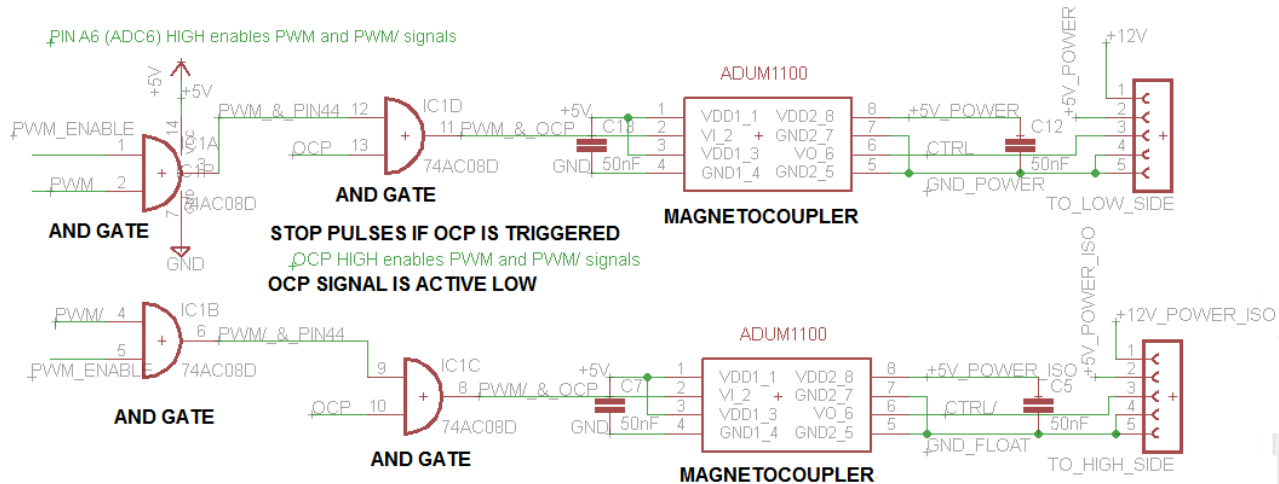 PIN A6 (ADC6) HIGH enables PWM and PWM/ signals
+5V
+5V
PWM_ENABLE
1
PWM
2
14
VCC
IC1A
IC1P
3
74AC08D
7
GND
GND
AND GATE
PWM_&_PIN44
12
OCP
13
IC1D
11
74AC08D
PWM_&_OCP
AND GATE
STOP PULSES IF OCP IS TRIGGERED
OCP HIGH enables PWM and PWM/ signals
OCP SIGNAL IS ACTIVE LOW
+5V
C13
50nF
GND
ADUM1100
1 VDD1_1 VDD2_8 8
2 VI_2 GND2_7 7
3 VDD1_3 VO_6 6
4 GND1_4 GND2_5 5
MAGNETOCOUPLER
+5V_POWER
C12
50nF
CTRL
GND_POWER
+12V
+5V_POWER
1
2
3
4
5
TO_LOW_SIDE
PWM/
4
5
PWM_ENABLE
IC1B
6
74AC08D
PWM/_&_PIN44
AND GATE
9
OCP
10
IC1C
8
74AC08D
PWM/_&_OCP
AND GATE
+5V
C7
50nF
GND
ADUM1100
1 VDD1_1 VDD2_8 8
2 VI_2 GND2_7 7
3 VDD1_3 VO_6 6
4 GND1_4 GND2_5 5
MAGNETOCOUPLER
+5V_POWER_ISO
C5
50nF
CTRL/
GND_FLOAT
+5V_POWER_ISO
+12V_POWER_ISO
1
2
3
4
5
TO_HIGH_SIDE